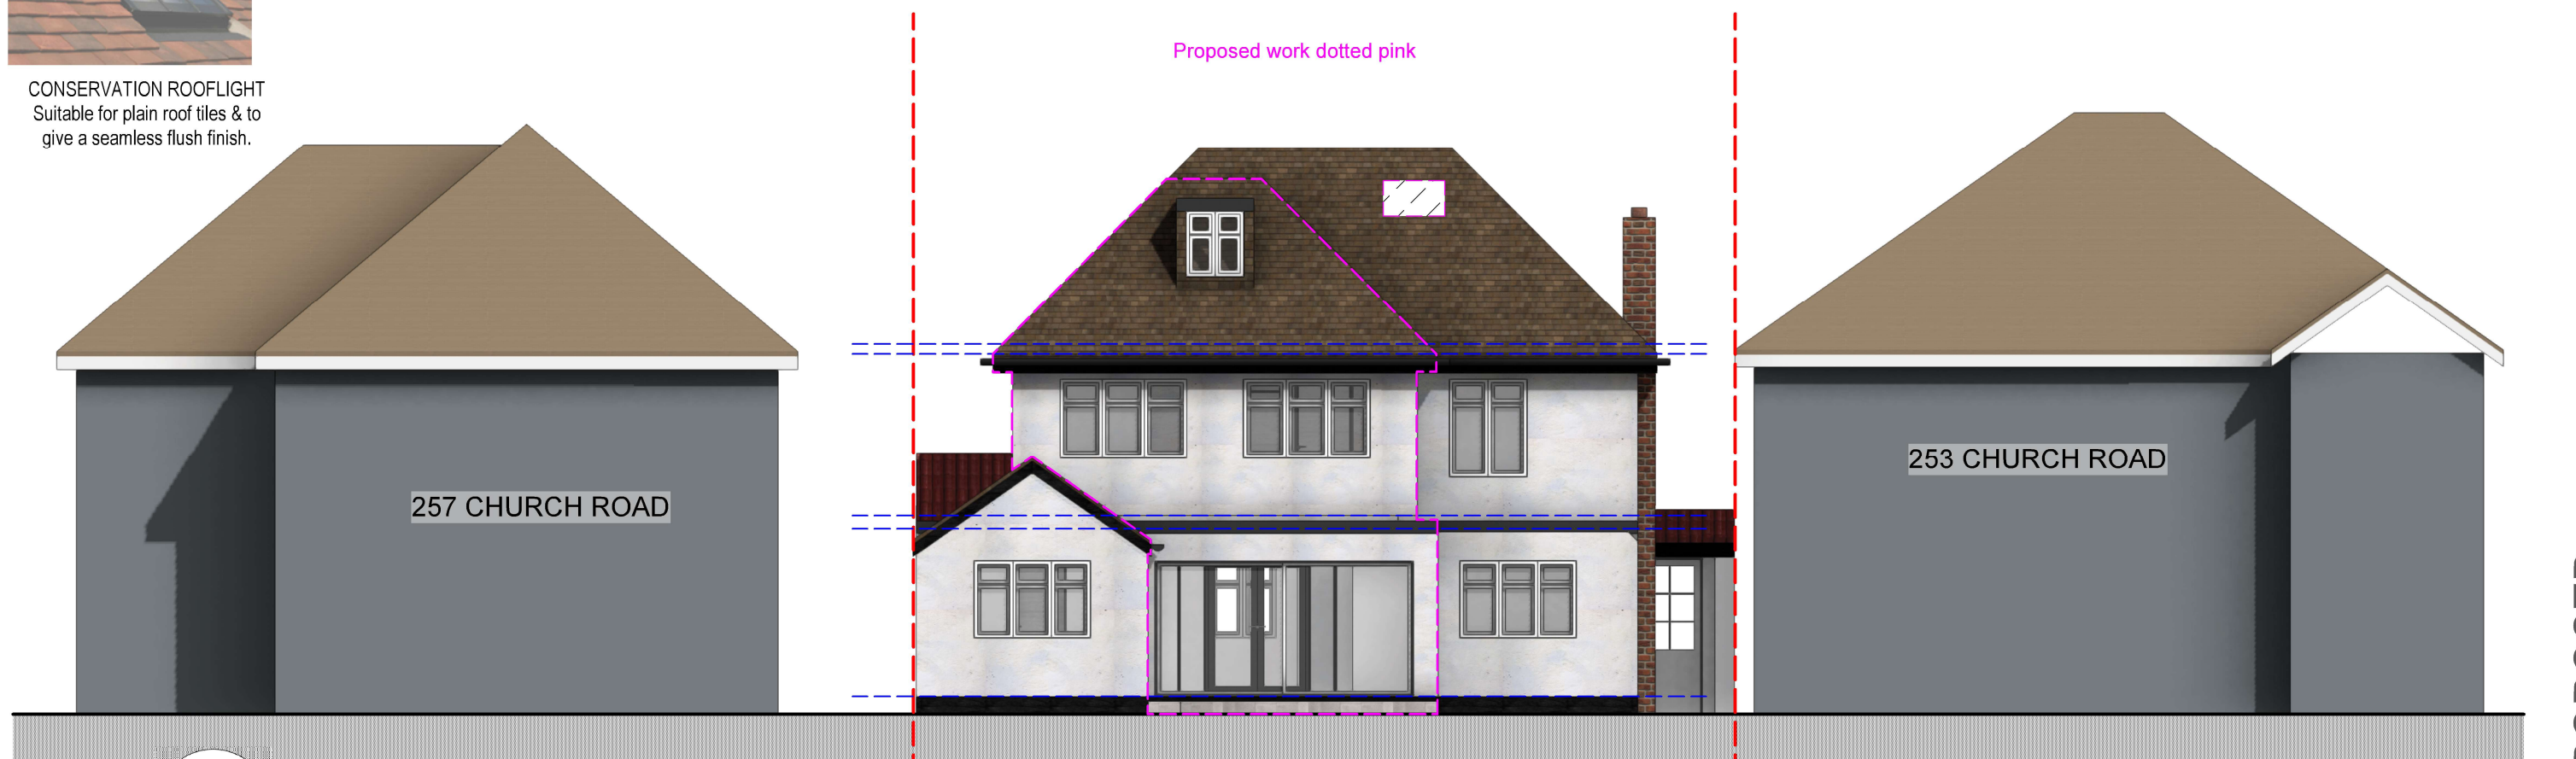 Proposed work dotted pink
CONSERVATION ROOFLIGHT
Suitable for plain roof tiles & to
give a seamless flush finish.
257 CHURCH ROAD
253 CHURCH ROAD